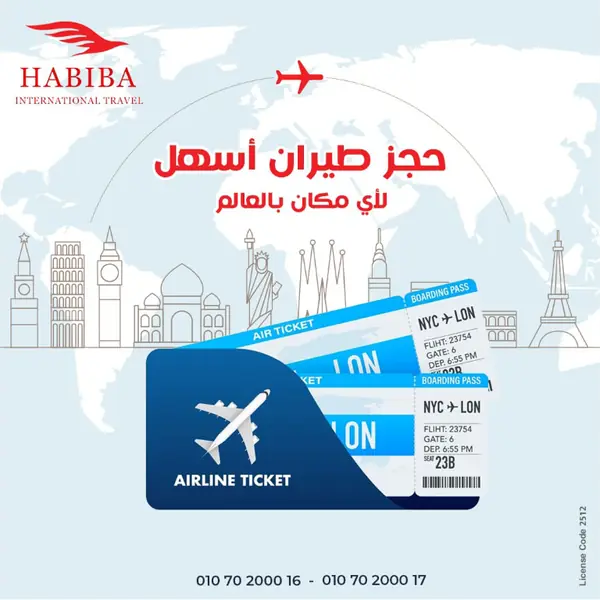 HABIBA
INTERNATIONAL TRAVEL
حجز طيران أسهل
لأي مكان بالعالم
AIR TICKET
BOARDING PASS
NYC LON
FLIHT: 23754
GATE: 6
DEP. 6:55 PM
23B
LON
KET
BOARDING PASS
NYC LON
FLIHT: 23754
GATE: 6
DEP. 6:55 PM
SEAT
23B
LON
AIRLINE TICKET
010 70 2000 16 - 010 70 2000 17
License Code 2512